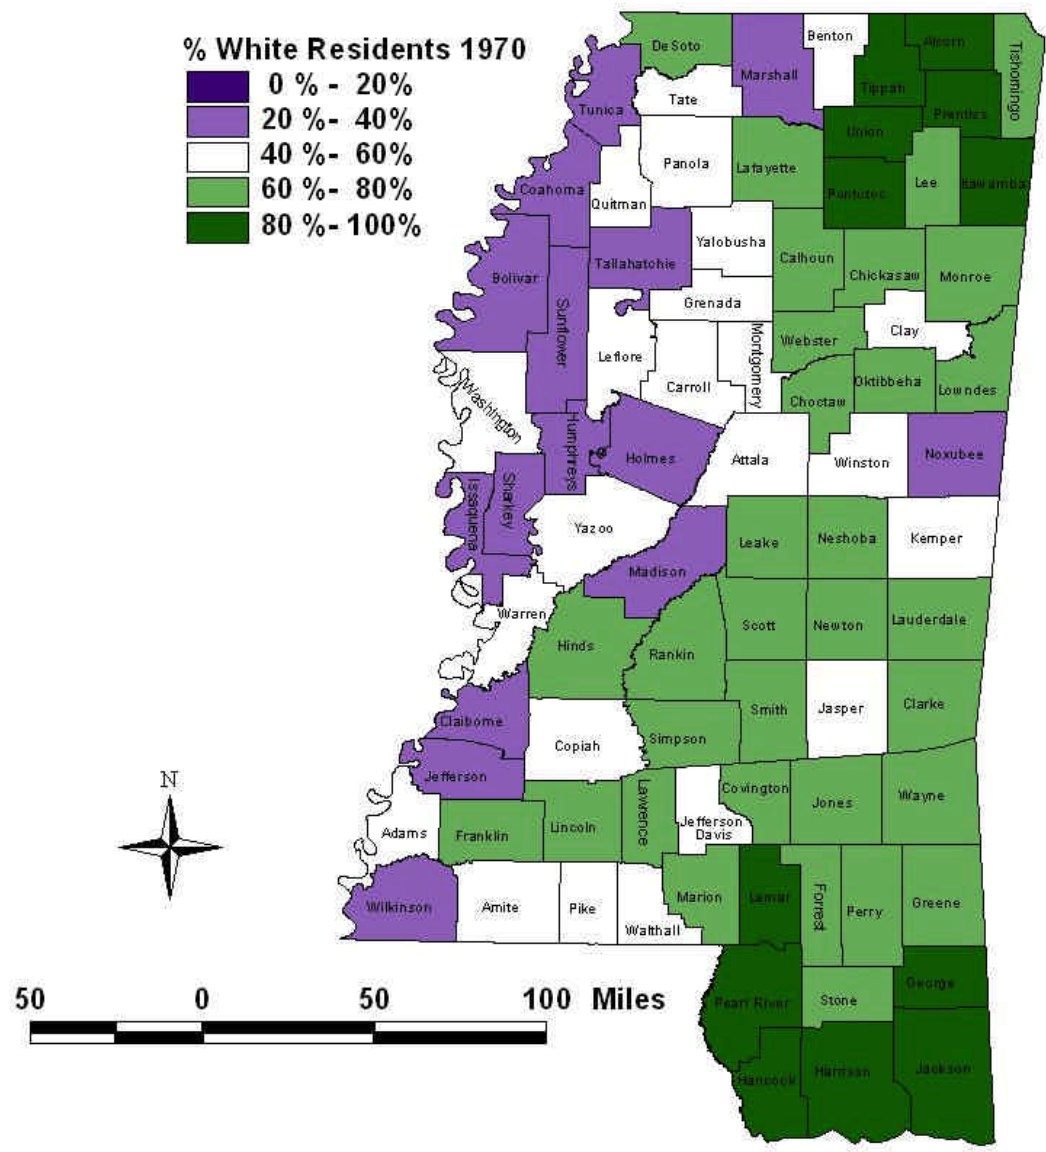 % White Residents 1970
0 % - 20%
20 %- 40%
40 %- 60%
60 %- 80%
80 %- 100%
DeSoto
Benton
Alcorn
Tishomingo
Marshall
Tippah
Tate
Tunica
Prentiss
Union
Panola
Lafayette
Lee
Itawamba
Coahoma
Quitman
Pontotoc
Yalobusha
Tallahatchie
Calhoun
Chickasaw
Monroe
Bolivar
Grenada
Sunflower
Clay
Webster
Leflore
Montgomery
Oktibbeha
Lowndes
Carroll
Choctaw
Washington
Humphreys
Holmes
Attala
Winston
Noxubee
Issaquena
Sharkey
Yazoo
Leake
Neshoba
Kemper
Madison
Warren
Scott
Newton
Lauderdale
Hinds
Rankin
Claiborne
Smith
Jasper
Clarke
Copiah
Simpson
Jefferson
Covington
Jones
Wayne
Lawrence
Adams
Franklin
Lincoln
Jefferson
Davis
Marion
Lamar
Forrest
Perry
Greene
Wilkinson
Amite
Pike
Walthall
George
Pearl River
Stone
Hancock
Harrison
Jackson
N
50 0 50 100 Miles